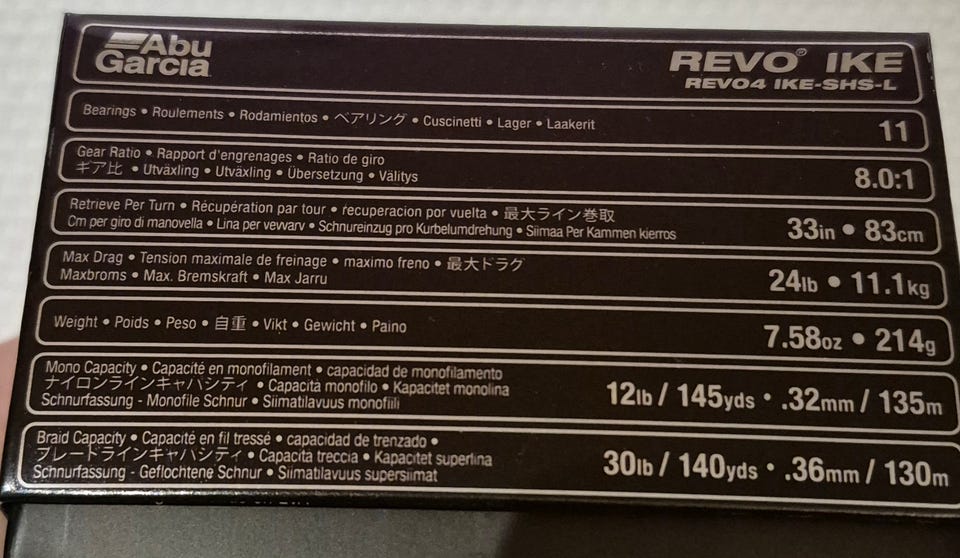 Abu
Garcia
REVO® IKE
REVO4 IKE-SHS-L
Bearings • Roulements • Rodamientos • ベアリング • Cuscinetti • Lager • Laakerit
11
Gear Ratio • Rapport d'engrenages • Ratio de giro
ギア比 • Utväxling • Utväxling • Übersetzung • Välitys
8.0:1
Retrieve Per Turn • Récupération par tour • recuperacion por vuelta • 最大ライン巻取
Cm per giro di manovella • Lina per vevvarv • Schnureinzug pro Kurbelumdrehung • Siimaa Per Kammen kierros
33in • 83cm
Max Drag • Tension maximale de freinage • maximo freno • 最大ドラグ
Maxbroms • Max. Bremskraft • Max Jarru
24lb • 11.1kg
Weight • Poids • Peso • 自重 • Vikt • Gewicht • Paino
7.58oz • 214g
Mono Capacity • Capacité en monofilament • capacidad de monofilamento
ナイロンラインキャパシティ • Capacità monofilo • Kapacitet monolina
Schnurfassung - Monofile Schnur • Siimatilavuus monofiili
12lb / 145yds • .32mm / 135m
Braid Capacity • Capacité en fil tressé • capacidad de trenzado •
ブレードラインキャパシティ • Capacita treccia • Kapacitet superlina
Schnurfassung - Geflochtene Schnur • Siimatilavuus supersiimat
30lb / 140yds • .36mm / 130m